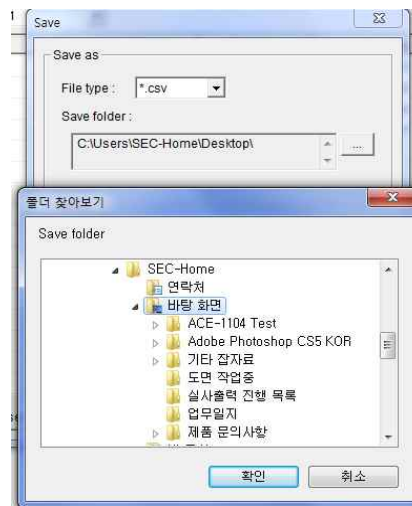 Save
Save as
File type :
*.csv
Save folder :
C:\Users\SEC-Home\Desktop\
...
폴더 찾아보기
Save folder
SEC-Home
연락처
바탕 화면
ACE-1104 Test
Adobe Photoshop CS5 KOR
기타 잡자료
도면 작업중
실사출력 진행 목록
업무일지
제품 문의사항
확인
취소